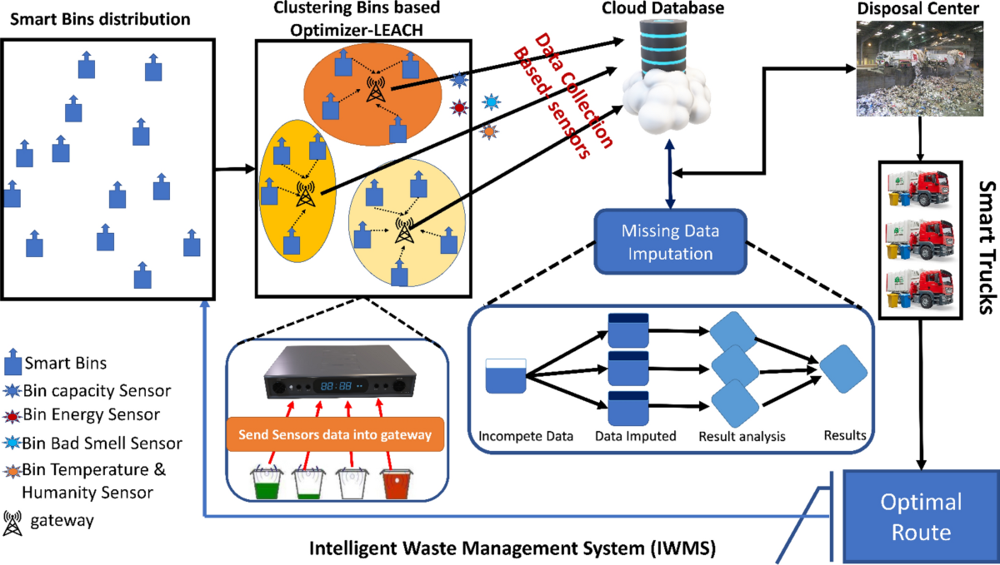 Smart Bins distribution
Clustering Bins based
Optimizer-LEACH
Cloud Database
Disposal Center
Data Collection
Based- sensors
Smart Trucks
Missing Data
Imputation
Smart Bins
Bin capacity Sensor
Bin Energy Sensor
Bin Bad Smell Sensor
Bin Temperature &
Humanity Sensor
gateway
88:88
Send Sensors data into gateway
Incompete Data
Data Imputed
Result analysis
Results
Optimal
Route
Intelligent Waste Management System (IWMS)